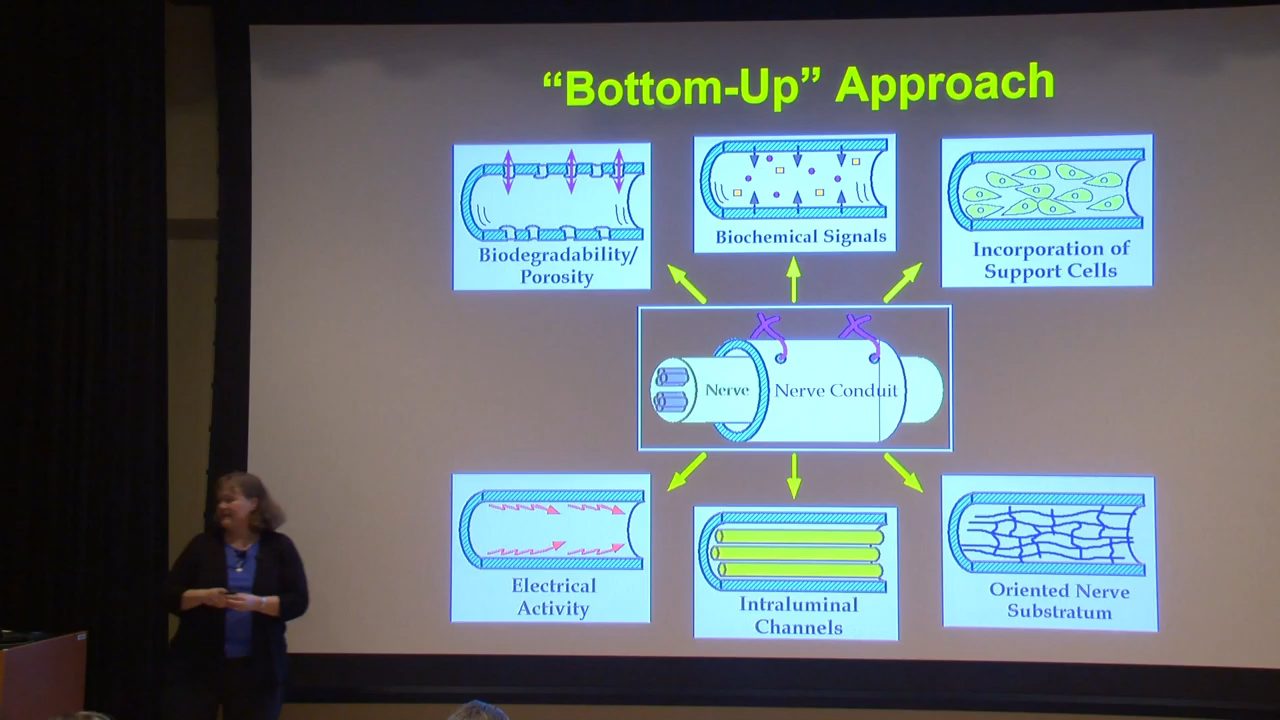 “Bottom-Up” Approach
Biodegradability/
Porosity
Biochemical Signals
Incorporation of
Support Cells
Nerve
Nerve Conduit
Electrical
Activity
Intraluminal
Channels
Oriented Nerve
Substratum